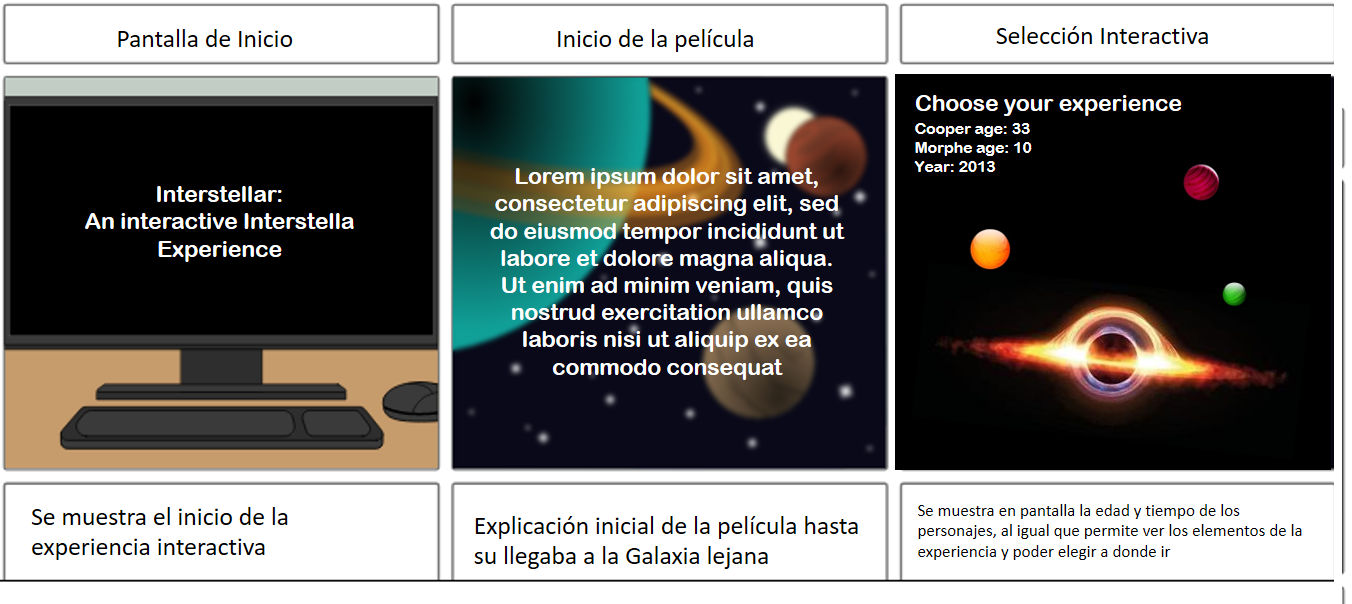 Pantalla de Inicio
Inicio de la película
Selección Interactiva
Interstellar:
An interactive Interstella
Experience
Lorem ipsum dolor sit amet,
consectetur adipiscing elit, sed
do eiusmod tempor incididunt ut
labore et dolore magna aliqua.
Ut enim ad minim veniam, quis
nostrud exercitation ullamco
laboris nisi ut aliquip ex ea
commodo consequat
Choose your experience
Cooper age: 33
Morphe age: 10
Year: 2013
Se muestra el inicio de la
experiencia interactiva
Explicación inicial de la película hasta
su llegaba a la Galaxia lejana
Se muestra en pantalla la edad y tiempo de los
personajes, al igual que permite ver los elementos de la
experiencia y poder elegir a donde ir